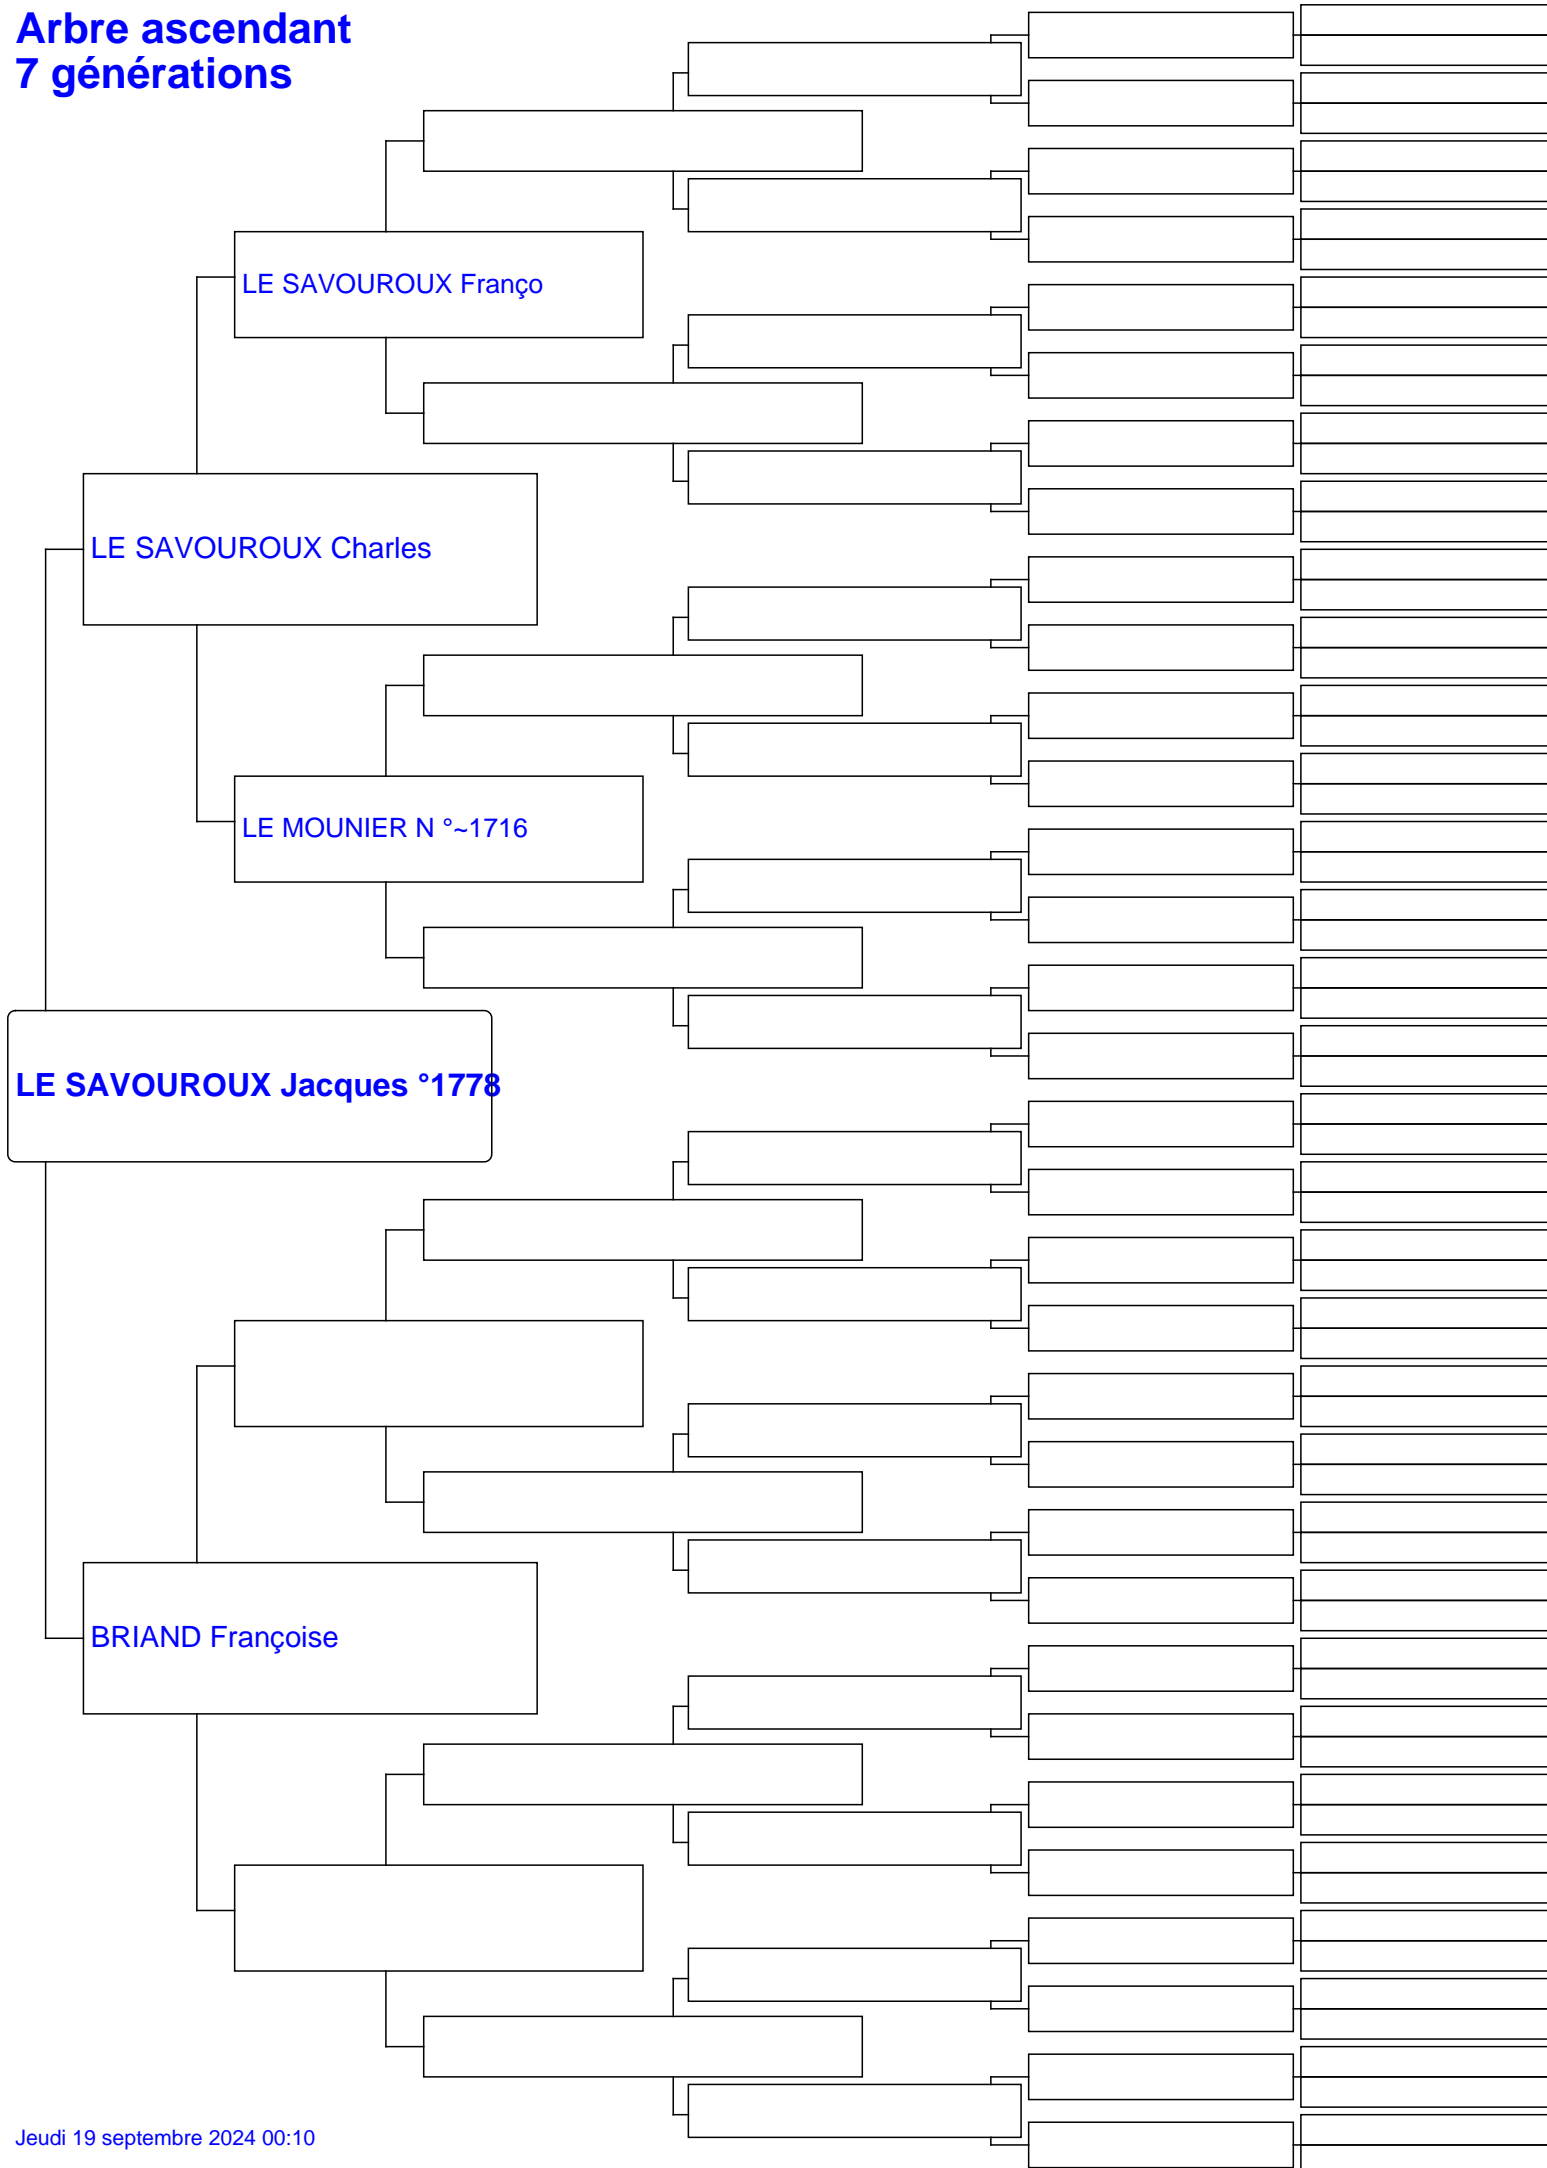 Arbre ascendant
7 générations
LE SAVOUROUX Franço
LE SAVOUROUX Charles
LE MOUNIER N °~1716
LE SAVOUROUX Jacques °1778
BRIAND Françoise
Jeudi 19 septembre 2024 00:10